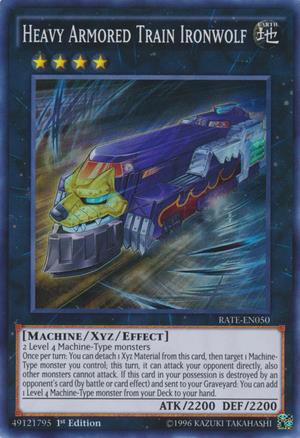 HEAVY ARMORED TRAIN IRONWOLF
EARTH
地
RATE-EN050
[MACHINE/XYZ/EFFECT]
2 Level 4 Machine-Type monsters
Once per turn: You can detach 1 Xyz Material from this card, then target 1 Machine-
Type monster you control; this turn, it can attack your opponent directly, also
other monsters cannot attack. If this card in your possession is destroyed by an
opponent's card (by battle or card effect) and sent to your Graveyard: You can add
1 Level 4 Machine-Type monster from your Deck to your hand.
ATK/2200 DEF/2200
49121795 1st Edition ©1996 KAZUKI TAKAHASHI